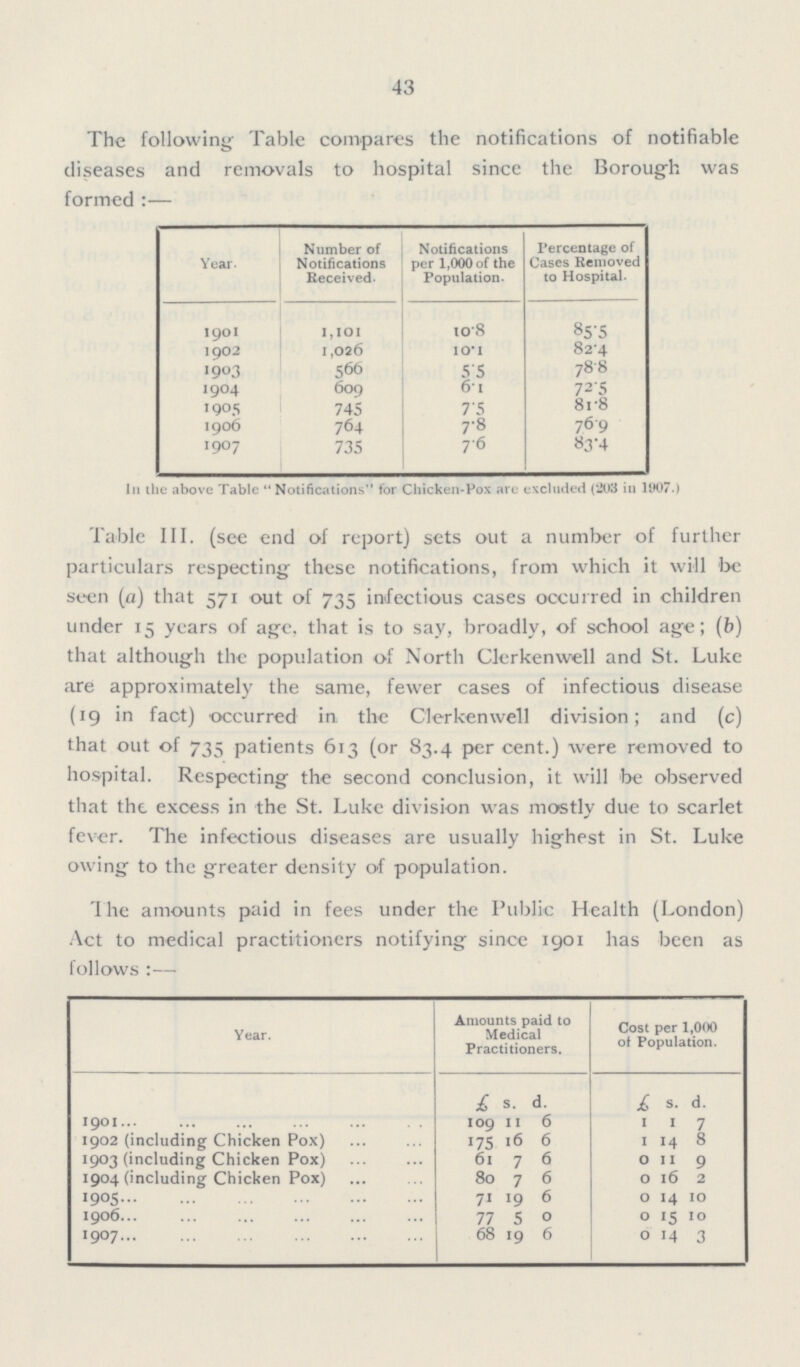 43
The following Table compares the notifications of notifiable
diseases and removals to hospital since the Borough was
formed :—
Year. Number of Notifications Received. Notifications per 1,000 of the Population. Percentage of Cases Removed to Hospital.
1901 1,101 10·8 85·5
1902 1,026 10·1 82·4
1903 566 5·5 78·8
1904 609 6·1 72·5
1905 745 7·5 81·8
1906 764 7·8 76·9
1907 735 7·6 83·4
In the above Table "Notifications" for Chicken-Pox are excluded (203 in 1907.)
Table III. (see end of report) sets out a number of further
particulars respecting these notifications, from which it will be
seen (a) that 571 out of 735 infectious cases occurred in children
under 15 years of age, that is to say, broadly, of school age; (b)
that although the population of North Clerkenwell and St. Luke
are approximately the same, fewer cases of infectious disease
(19 in fact) occurred in the Clerkenwell division; and (c)
that out of 735 patients 613 (or 83.4 per cent.) were removed to
hospital. Respecting the second conclusion, it will be observed
that the excess in the St. Luke division was mostly due to scarlet
fever. The infectious diseases are usually highest in St. Luke
owing to the greater density of population.
The amounts paid in fees under the Public Health (London)
Act to medical practitioners notifying since 1901 has been as
follows :—
Year. Amounts paid to Medical Practitioners. Cost per 1,000 of Population.
£ s. d. £ s. d.
1901... ... ... ... ... . . 109 11 6 1 1 7
1902 (including Chicken Pox) ... ... 175 16 6 1 14 8
1903 (including Chicken Pox) ... ... 61 7 6 0 11 9
1904 (including Chicken Pox) ... ... 80 7 6 0 16 2
1905... ... ... ... ... ... 71 19 6 0 14 10
1906... ... ... ... ... ... 77 5 0 0 15 10
1907... ... ... ... ... ... 68 19 6 0 14 3